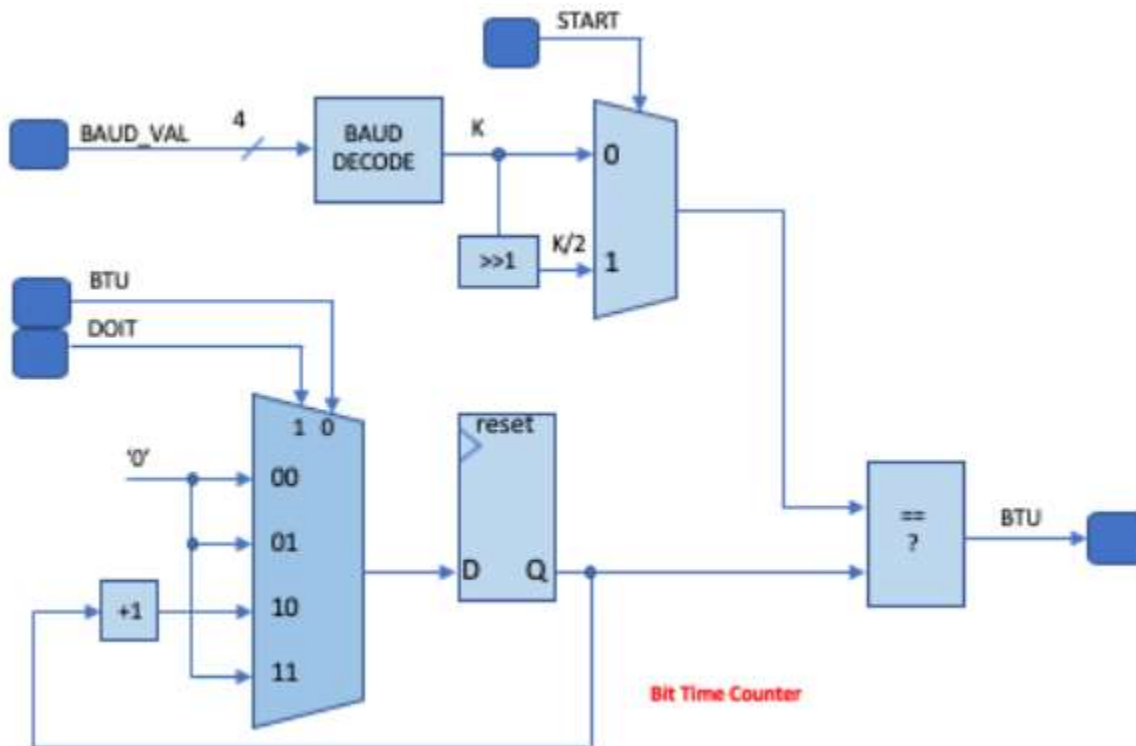 START
BAUD_VAL
4
BAUD
DECODE
K
0
>>1
K/2
1
BTU
DOIT
1 0
reset
'0'
00
01
==
?
BTU
D Q
+1
10
11
Bit Time Counter